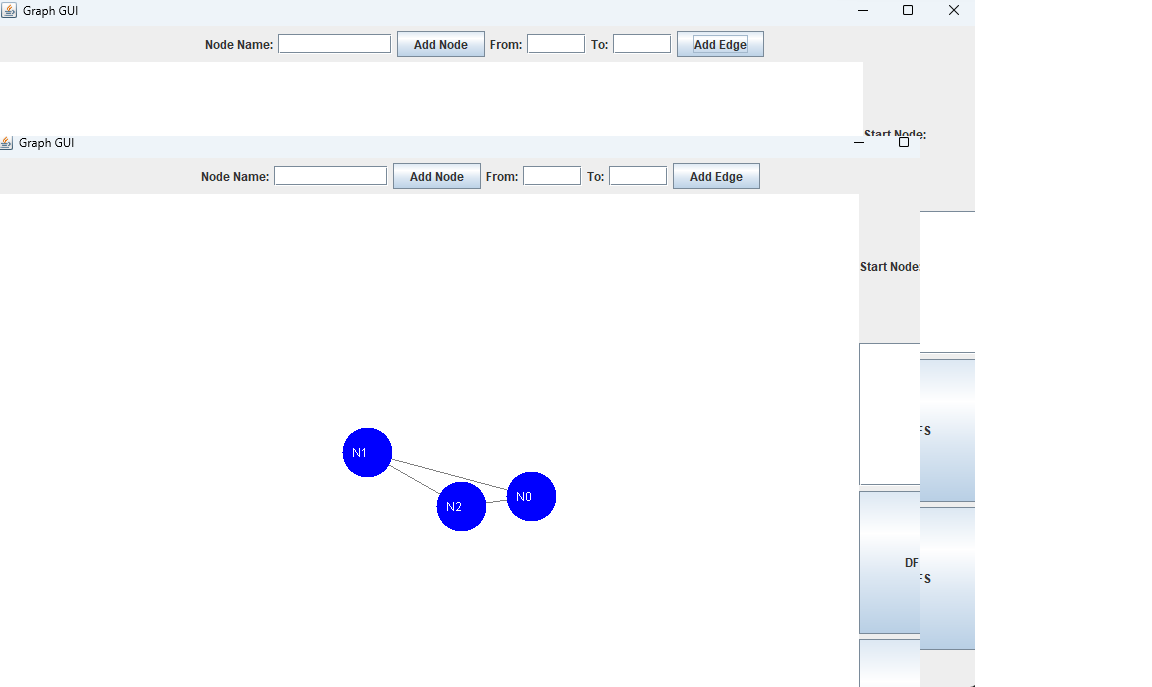 Graph GUI
Node Name: Add Node From: To: Add Edge
Start Node:
Graph GUI
Node Name: Add Node From: To: Add Edge
Start Node:
FS
N1
N0
N2
DF
FS